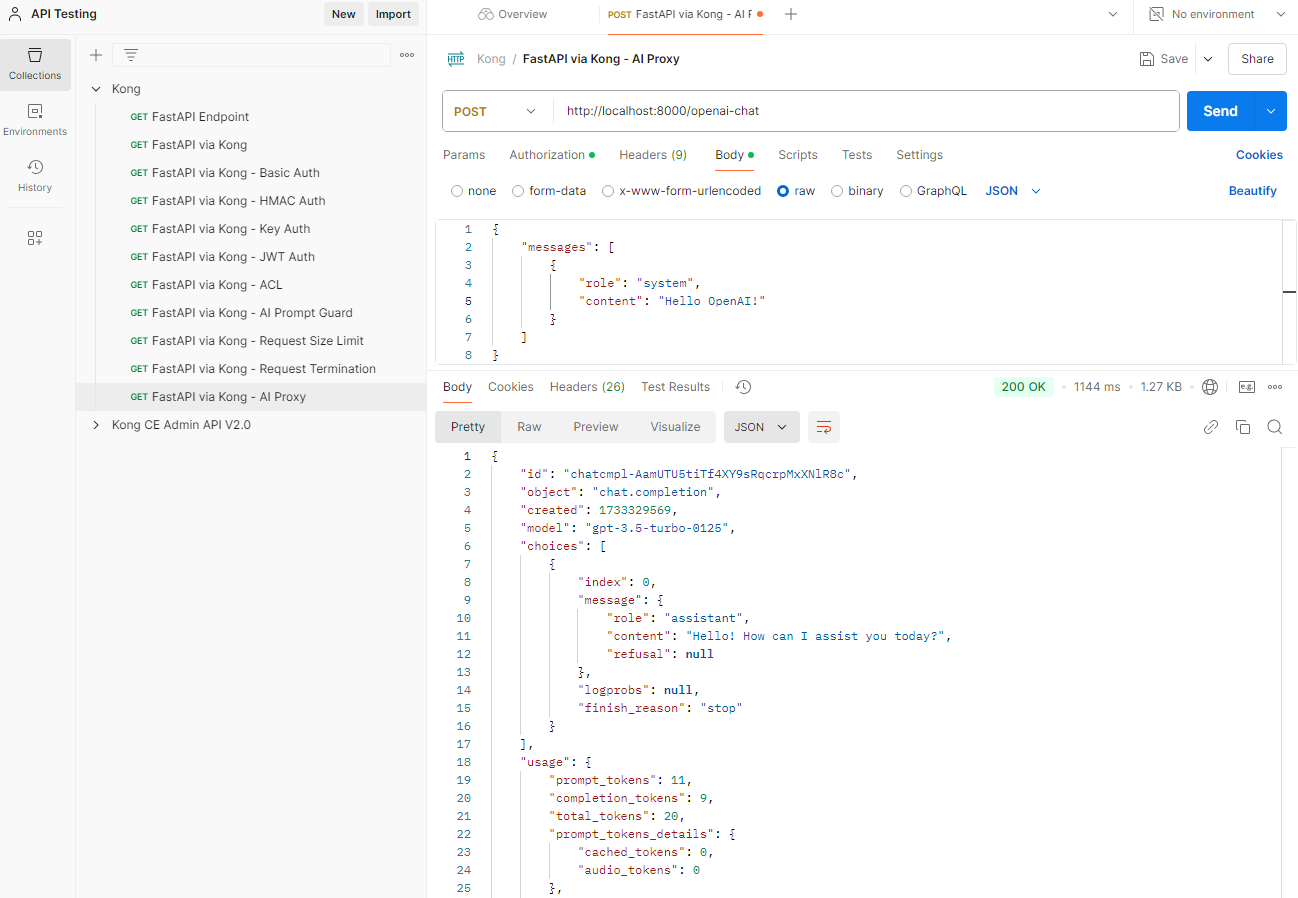 API Testing
New
Import
Overview
POST FastAPI via Kong - AI F
No environment
Collections
Environments
History
Kong
GET FastAPI Endpoint
GET FastAPI via Kong
GET FastAPI via Kong - Basic Auth
GET FastAPI via Kong - HMAC Auth
GET FastAPI via Kong - Key Auth
GET FastAPI via Kong - JWT Auth
GET FastAPI via Kong - ACL
GET FastAPI via Kong - AI Prompt Guard
GET FastAPI via Kong - Request Size Limit
GET FastAPI via Kong - Request Termination
GET FastAPI via Kong - AI Proxy
Kong CE Admin API V2.0
HTTP Kong / FastAPI via Kong - AI Proxy
Save
Share
POST http://localhost:8000/openai-chat
Send
Params Authorization Headers (9) Body Scripts Tests Settings Cookies
none form-data x-www-form-urlencoded raw binary GraphQL JSON Beautify
1 {
2 "messages": [
3 {
4 "role": "system",
5 "content": "Hello OpenAI!"
6 }
7 ]
8 }
Body Cookies Headers (26) Test Results 200 OK 1144 ms 1.27 KB e.g.
Pretty Raw Preview Visualize JSON
1 {
2 "id": "chatcmpl-AamUTU5tiTf4XY9sRqcrpMxXNlR8c",
3 "object": "chat.completion",
4 "created": 1733329569,
5 "model": "gpt-3.5-turbo-0125",
6 "choices": [
7 {
8 "index": 0,
9 "message": {
10 "role": "assistant",
11 "content": "Hello! How can I assist you today?",
12 "refusal": null
13 },
14 "logprobs": null,
15 "finish_reason": "stop"
16 }
17 ],
18 "usage": {
19 "prompt_tokens": 11,
20 "completion_tokens": 9,
21 "total_tokens": 20,
22 "prompt_tokens_details": {
23 "cached_tokens": 0,
24 "audio_tokens": 0
25 },